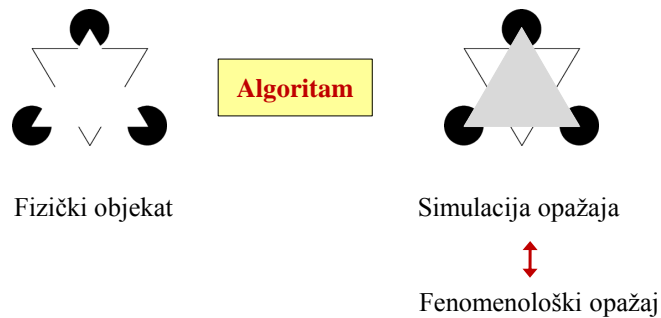 Algoritam
Fizički objekat
Simulacija opažaja
Fenomenološki opažaj